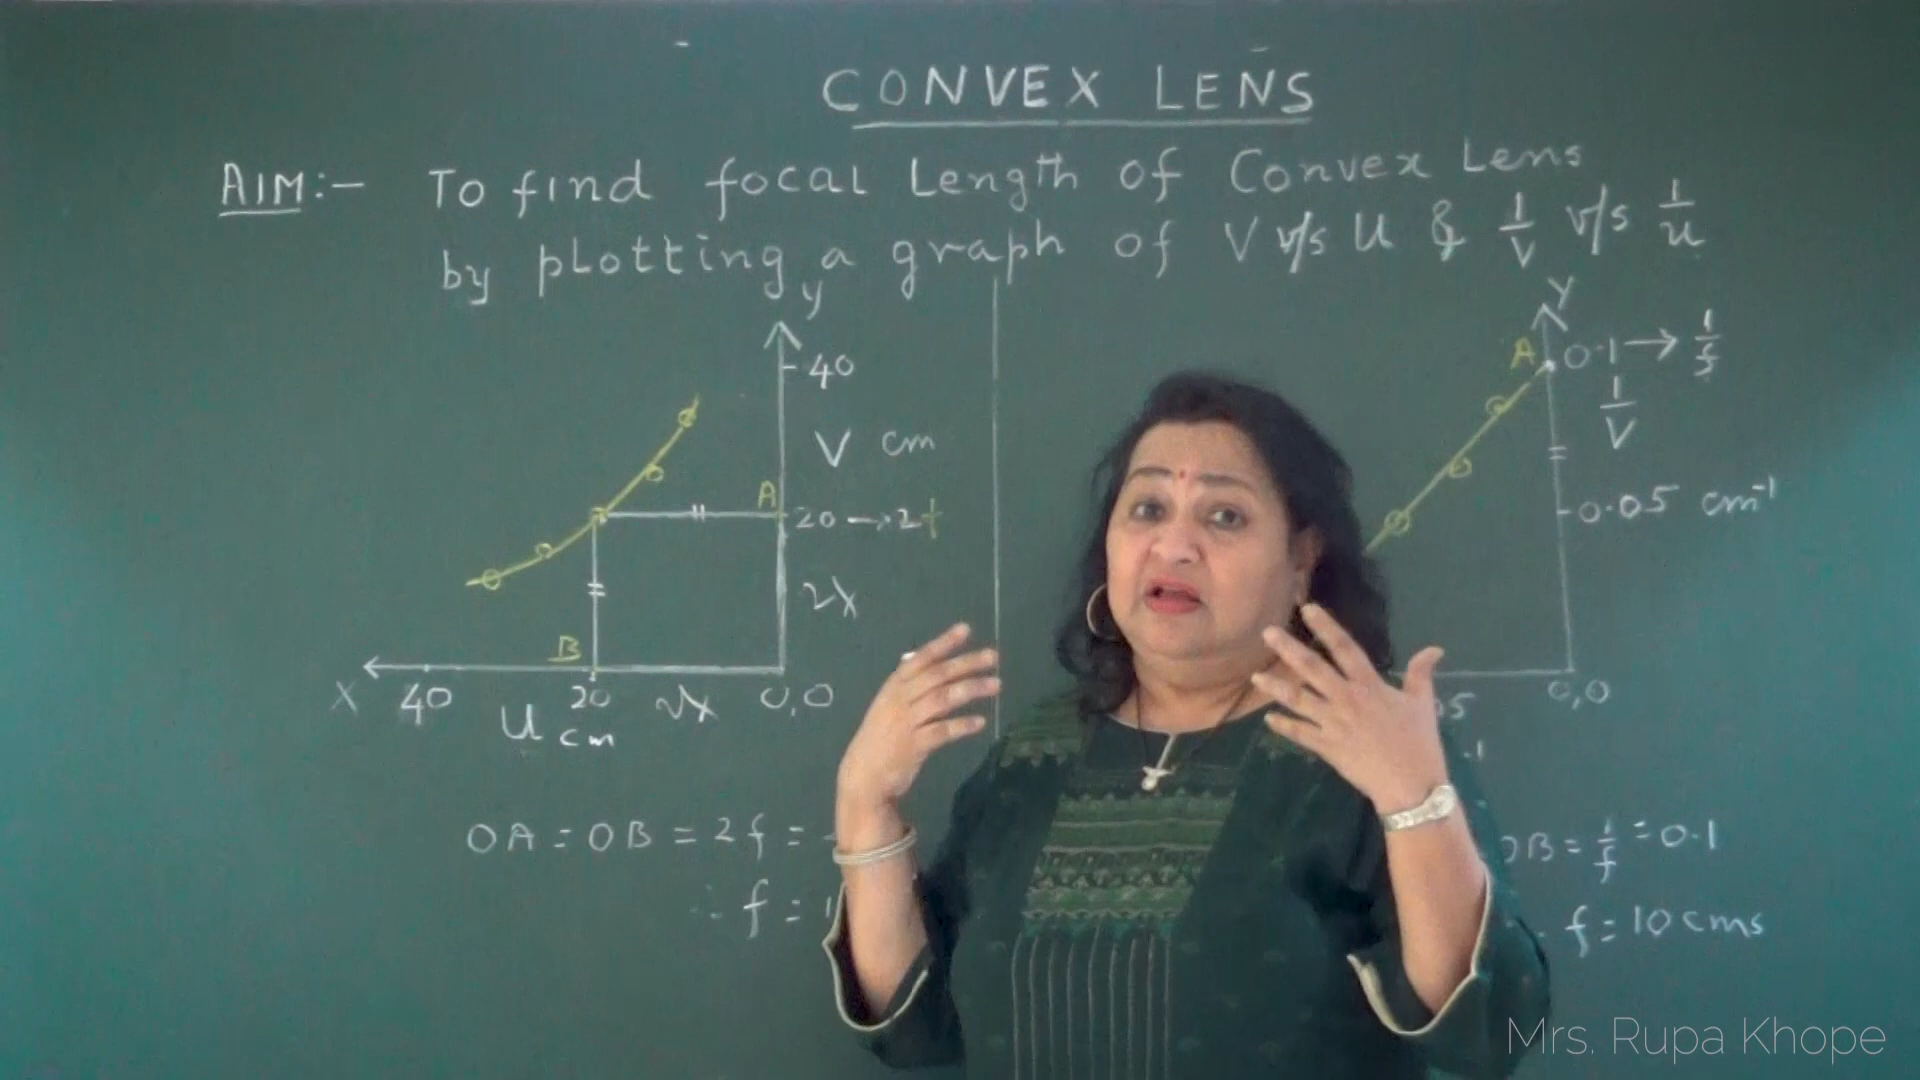 CONVEX LENS
AIM:- To find focal Length of Convex Lens
by plotting a graph of V v/s U & 1/V v/s 1/u
y
40
V cm
A
20 → 2f
B
X 40 20 0,0
U cm
OA = OB = 2f =
∴ f = 1
Y
A 0.1 → 1/f
1/V
0.05 cm-1
0,0
OB = 1/f = 0.1
f = 10 cms
Mrs. Rupa Khope